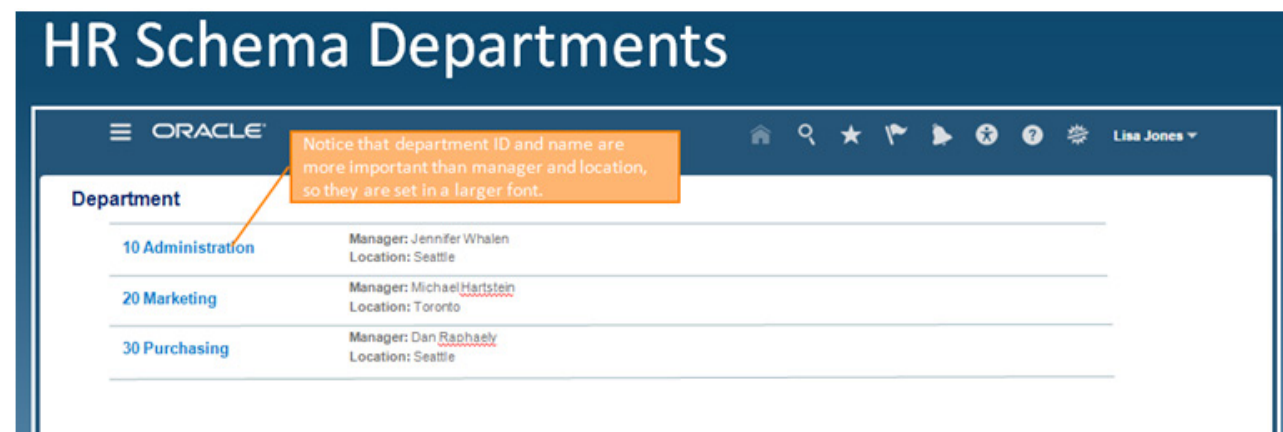 HR Schema Departments
ORACLE
Lisa Jones
Notice that department ID and name are
more important than manager and location,
so they are set in a larger font.
Department
10 Administration
Manager: Jennifer Whalen
Location: Seattle
20 Marketing
Manager: Michael Hartstein
Location: Toronto
30 Purchasing
Manager: Dan Raphaely
Location: Seattle